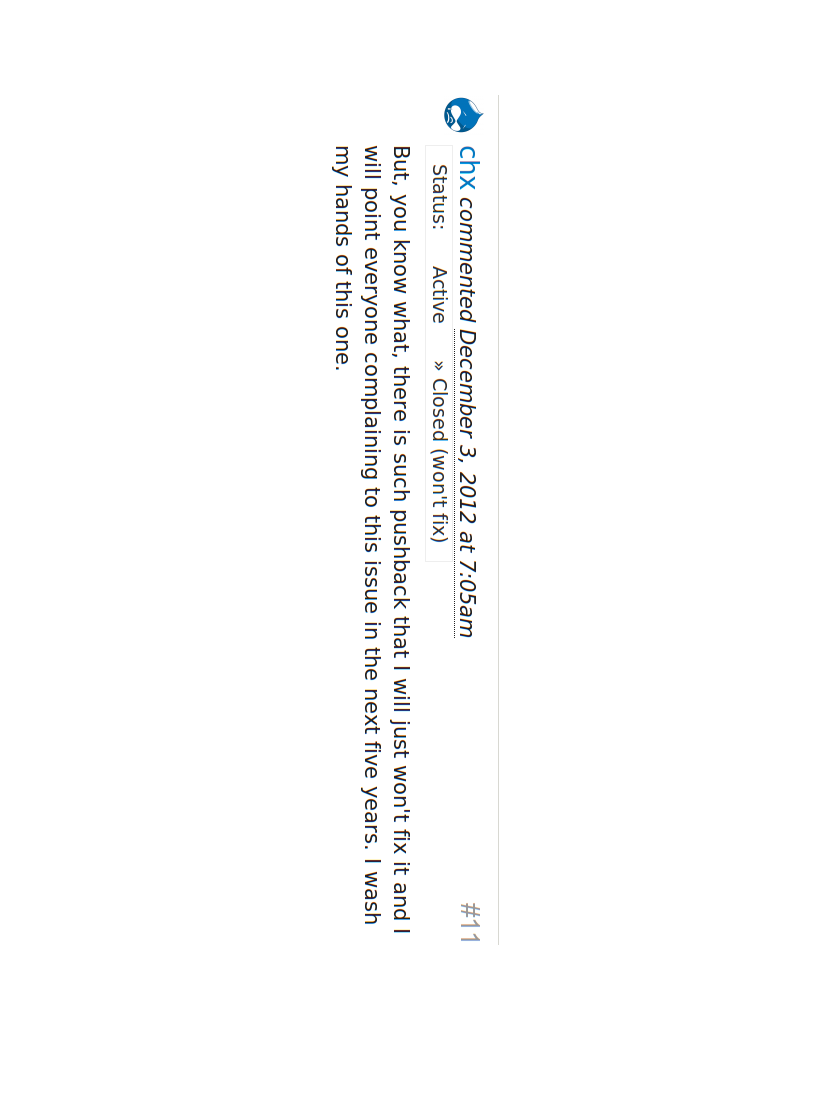 chx commented December 3, 2012 at 7:05am #11
Status: Active » Closed (won't fix)
But, you know what, there is such pushback that I will just won't fix it and I
will point everyone complaining to this issue in the next five years. I wash
my hands of this one.